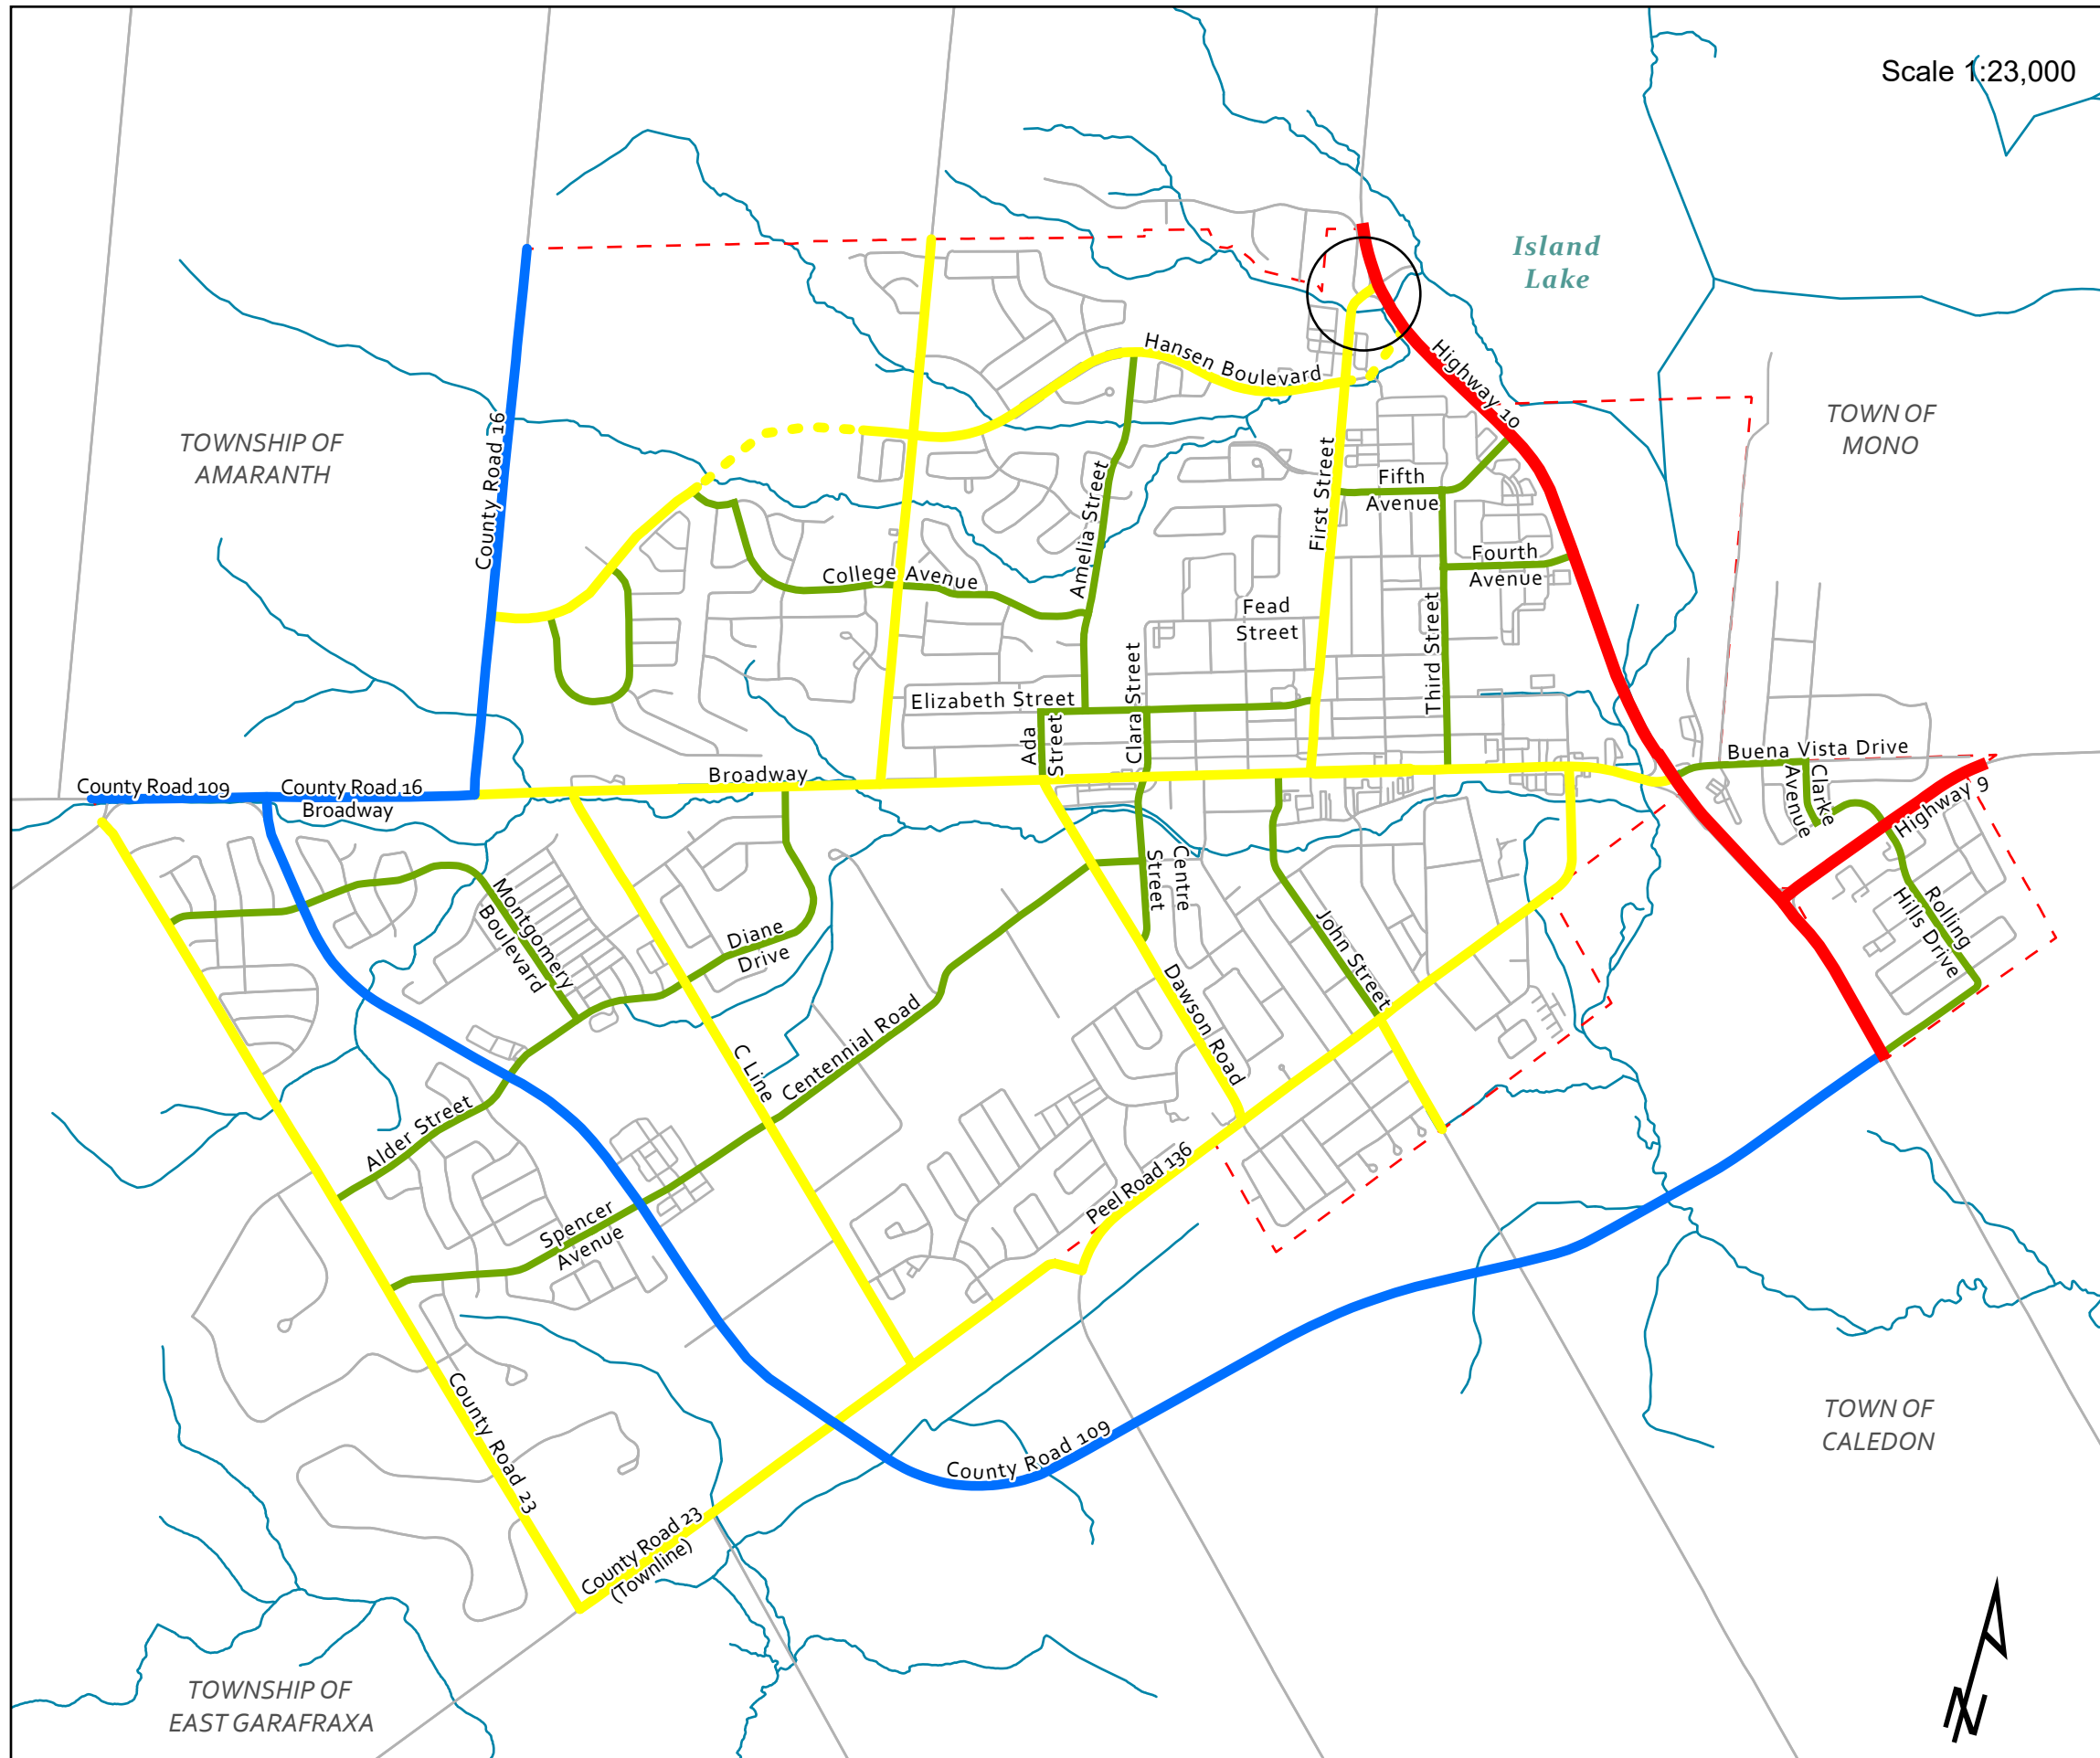 Scale 1:23,000
Island
Lake
TOWNSHIP OF
AMARANTH
TOWN OF
MONO
Hansen Boulevard
Highway 10
County Road 16
First Street
Fifth
Avenue
Amelia Street
Fourth
Avenue
College Avenue
Fead
Street
Third Street
Clara Street
Elizabeth Street
Ada
Street
Buena Vista Drive
Broadway
County Road 109
County Road 16
Broadway
Clarke
Avenue
Highway 9
Montgomery
Boulevard
Centre
Street
Rolling
Hills Drive
John Street
Diane
Drive
Dawson Road
Centennial Road
C Line
Alder Street
Peel Road 136
Spencer
Avenue
County Road 23
County Road 109
TOWN OF
CALEDON
County Road 23
(Townline)
TOWNSHIP OF
EAST GARAFRAXA
N